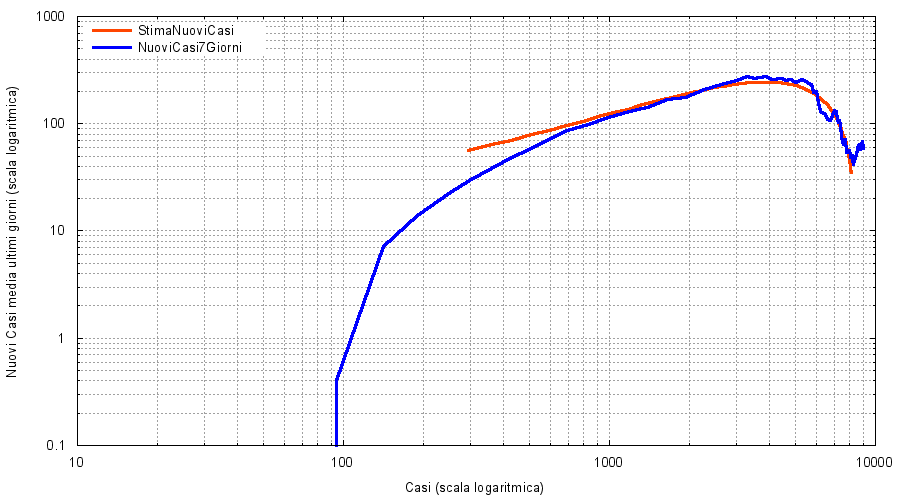 1000
StimaNuoviCasi
NuoviCasi7Giorni
100
10
1
0.1
10 100 1000 10000
Nuovi Casi media ultimi giorni (scala logaritmica)
Casi (scala logaritmica)